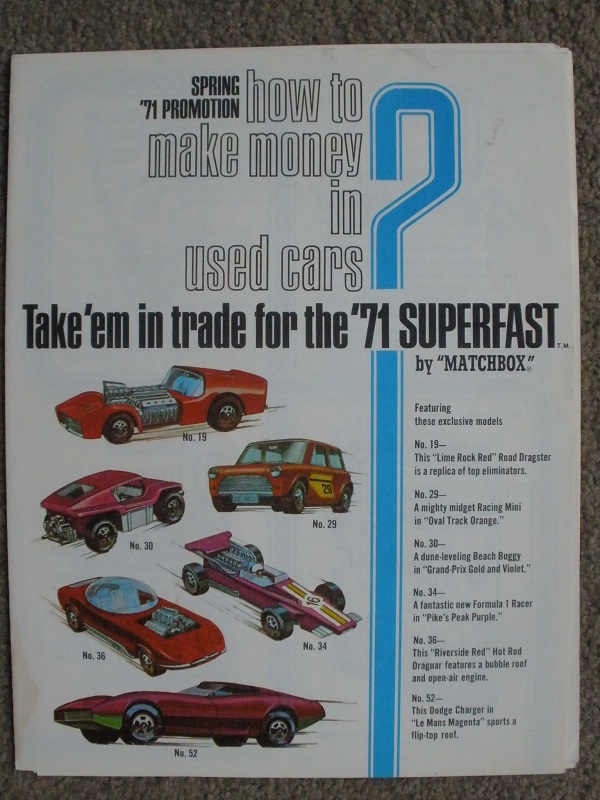 SPRING
'71 PROMOTION
how to
make money
in
used cars
?
Take 'em in trade for the '71 SUPERFAST T.M.
by "MATCHBOX"®
Featuring
these exclusive models
No. 19—
This "Lime Rock Red" Road Dragster
is a replica of top eliminators.
No. 29—
A mighty midget Racing Mini
in "Oval Track Orange."
No. 30—
A dune-leveling Beach Buggy
in "Grand-Prix Gold and Violet."
No. 34—
A fantastic new Formula 1 Racer
in "Pike's Peak Purple."
No. 36—
This "Riverside Red" Hot Rod
Draguar features a bubble roof
and open-air engine.
No. 52—
This Dodge Charger in
"Le Mans Magenta" sports a
flip-top roof.
No. 19
29
No. 29
No. 30
16
No. 34
No. 36
No. 52